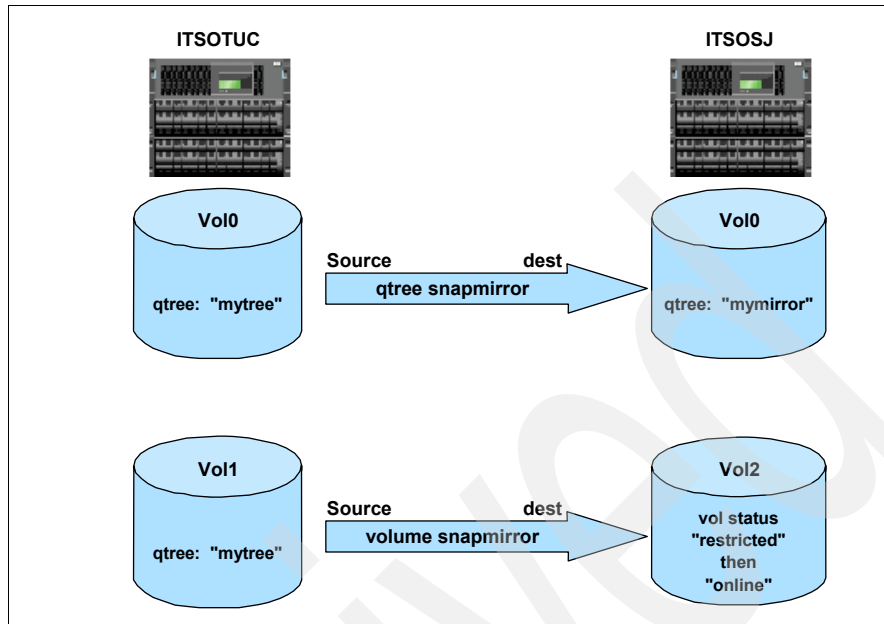 ITSOTUC
ITSOSJ
Vol0
qtree: "mytree"
Source dest
qtree snapmirror
Vol0
qtree: "mymirror"
Vol1
qtree: "mytree"
Source dest
volume snapmirror
Vol2
vol status
"restricted"
then
"online"